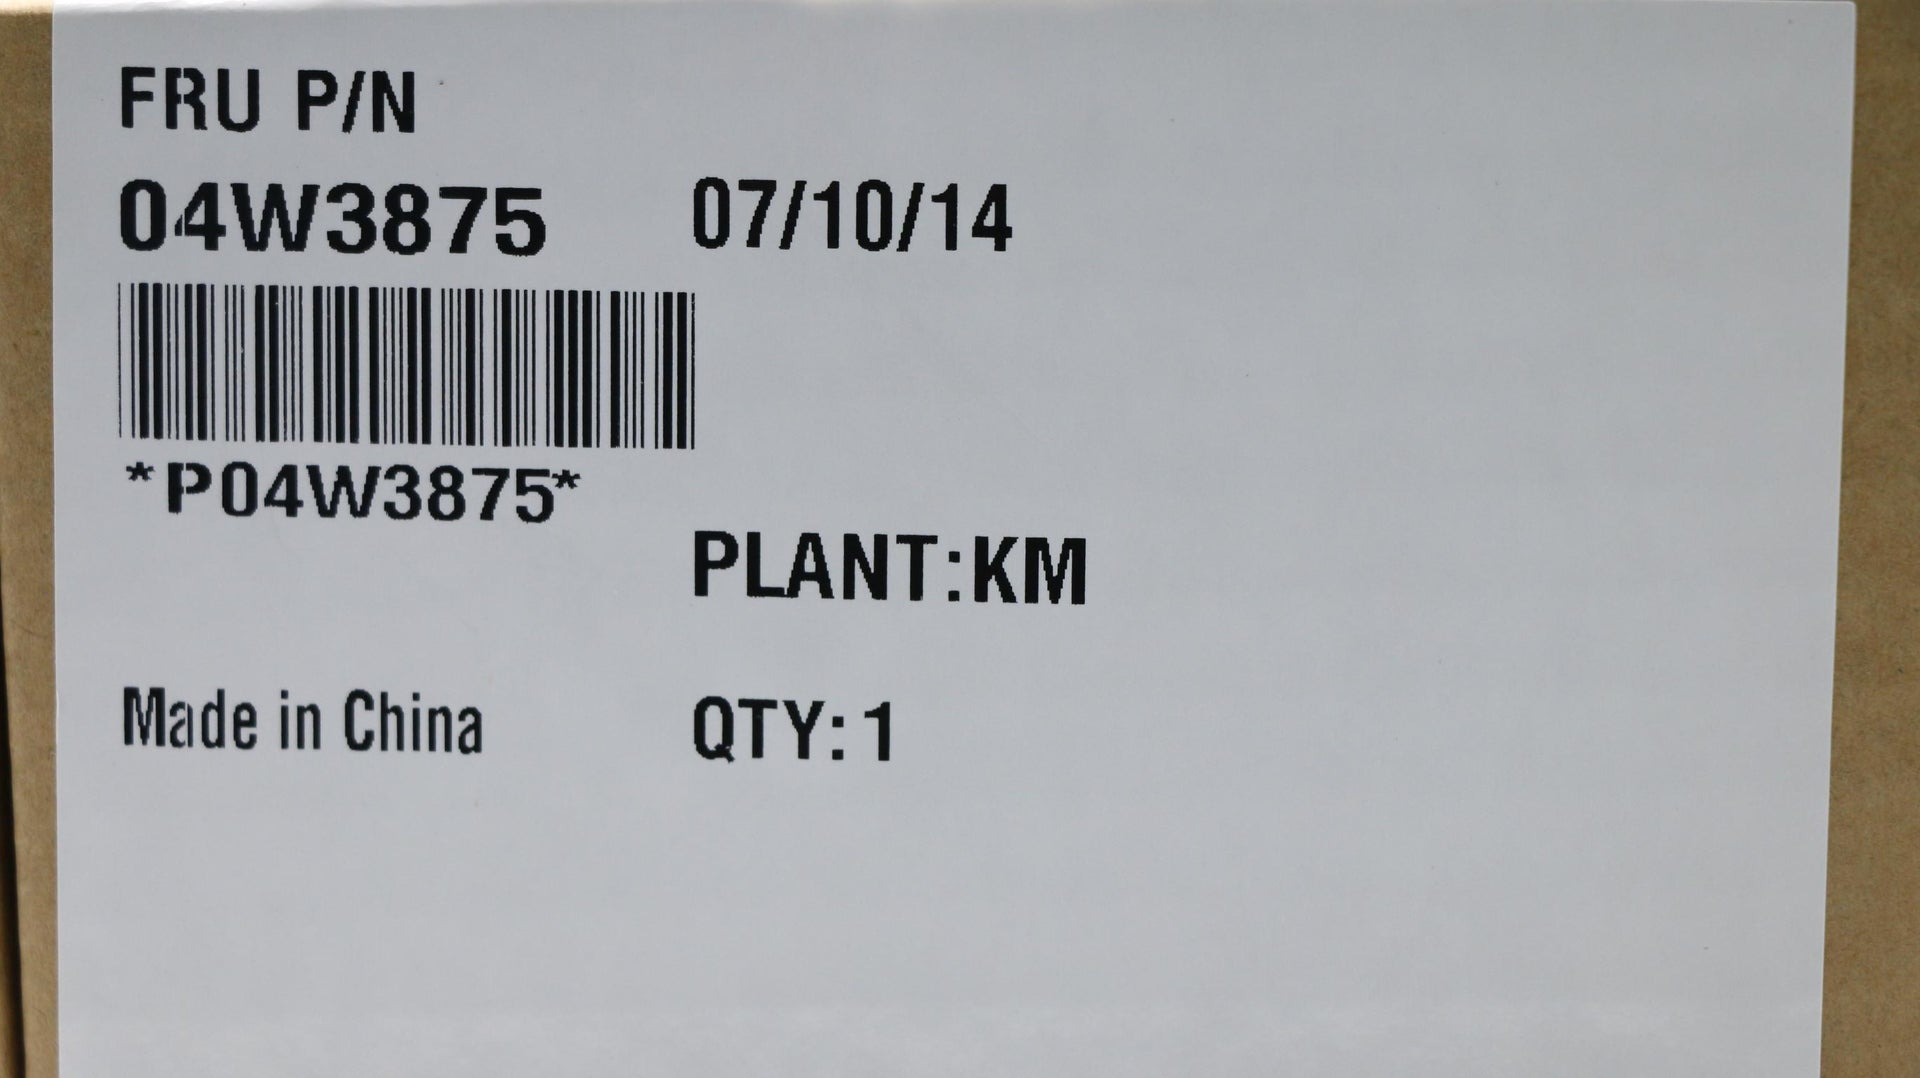 FRU P/N
04W3875 07/10/14
*P04W3875*
PLANT:KM
Made in China QTY: 1